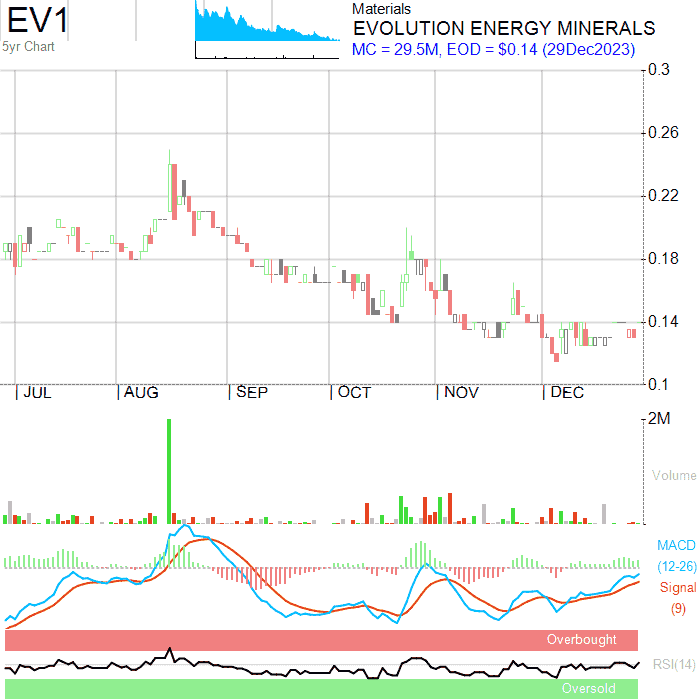 EV1
5yr Chart
Materials
EVOLUTION ENERGY MINERALS
MC = 29.5M, EOD = $0.14 (29Dec2023)
0.3
0.26
0.22
0.18
0.14
0.1
JUL AUG SEP OCT NOV DEC
2M
Volume
MACD
(12-26)
Signal
(9)
Overbought
RSI(14)
Oversold